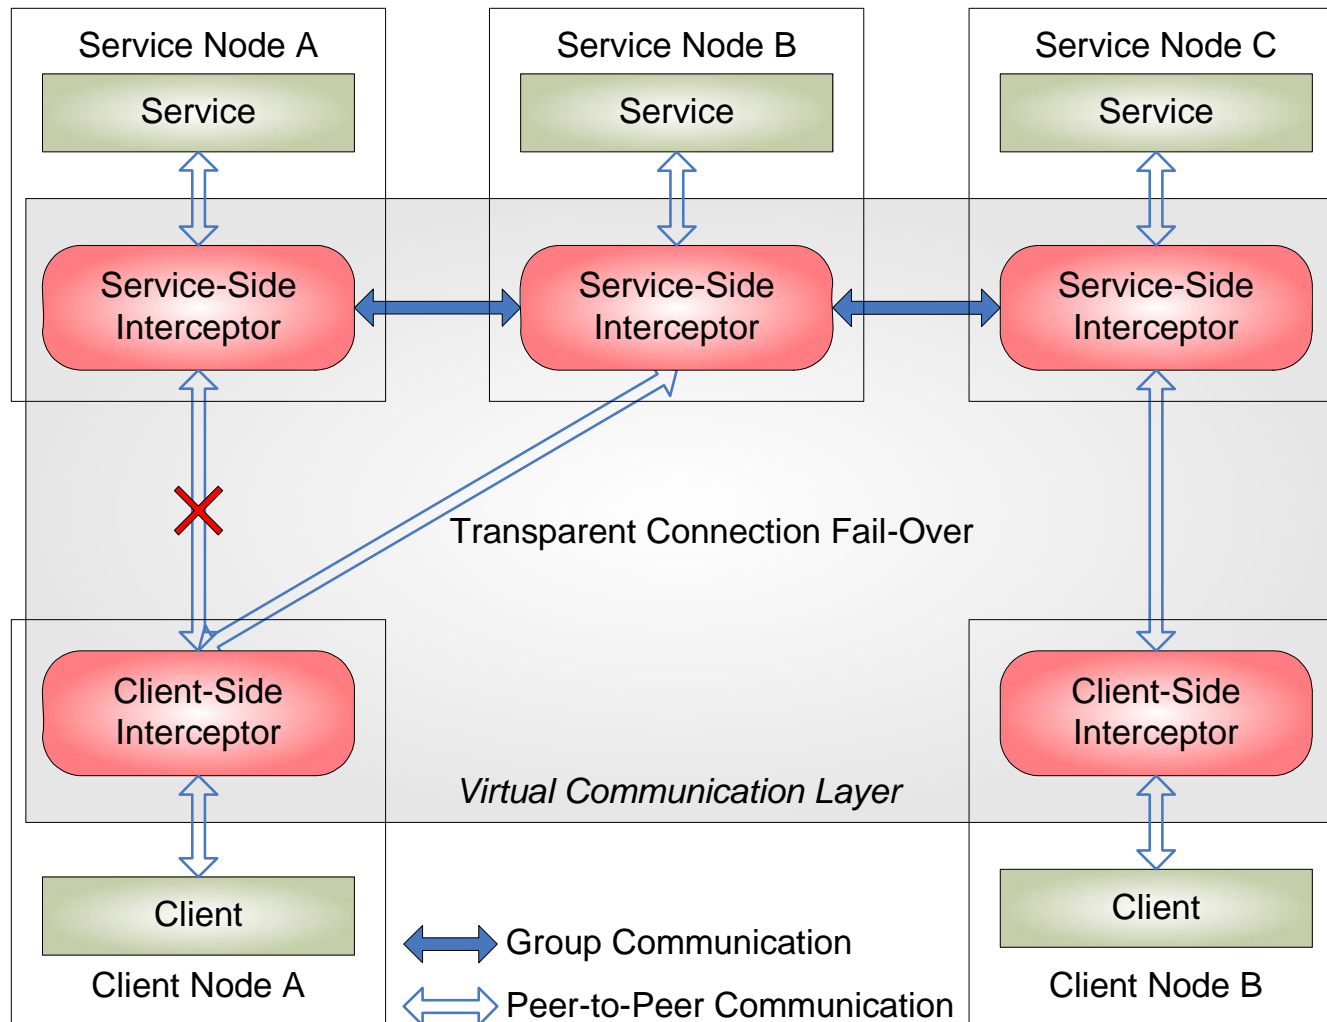 Service Node A
Service Node B
Service Node C
Service
Service
Service
Service-Side
Interceptor
Service-Side
Interceptor
Service-Side
Interceptor
Transparent Connection Fail-Over
Client-Side
Interceptor
Client-Side
Interceptor
Virtual Communication Layer
Client
Client
Client Node A
Client Node B
Group Communication
Peer-to-Peer Communication